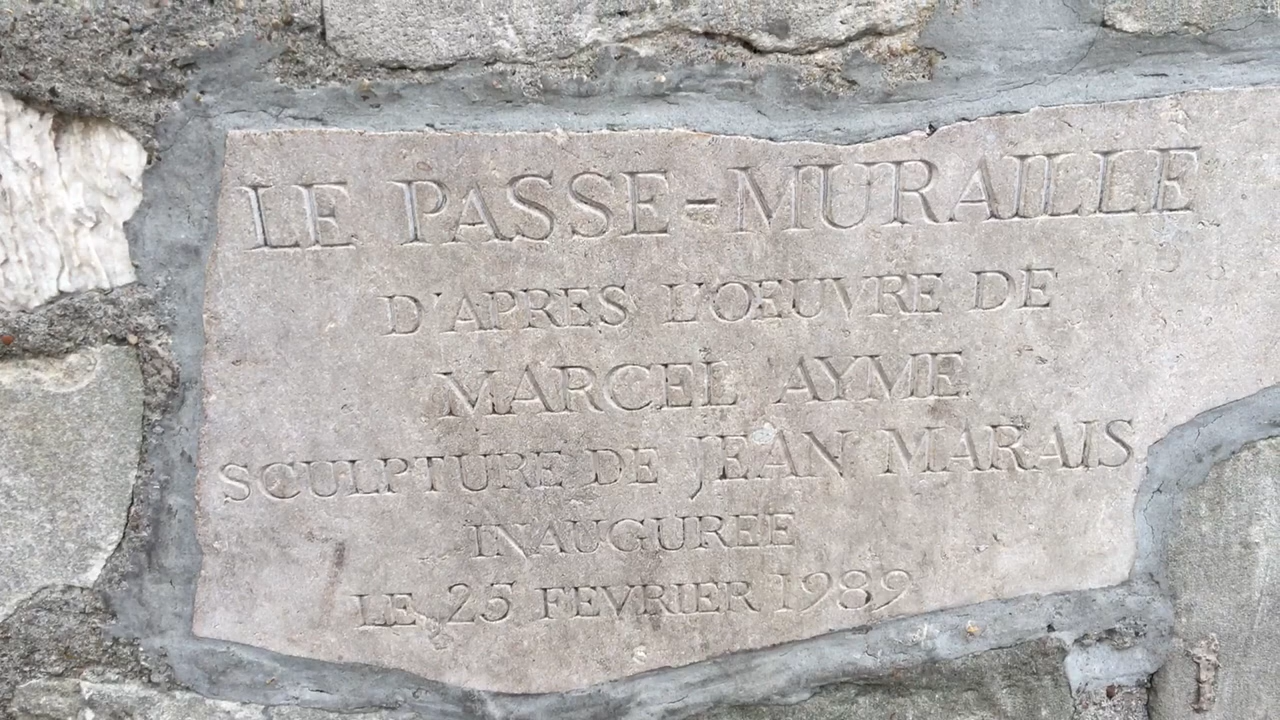 LE PASSE-MURAILLE
D'APRES L'OEUVRE DE
MARCEL AYME
SCULPTURE DE JEAN MARAIS
INAUGUREE
LE 25 FEVRIER 1989